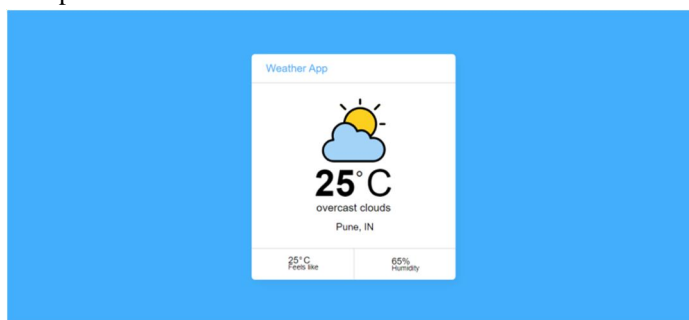 Weather App
25°C
overcast clouds
Pune, IN
25°C
Feels like
65%
Humidity